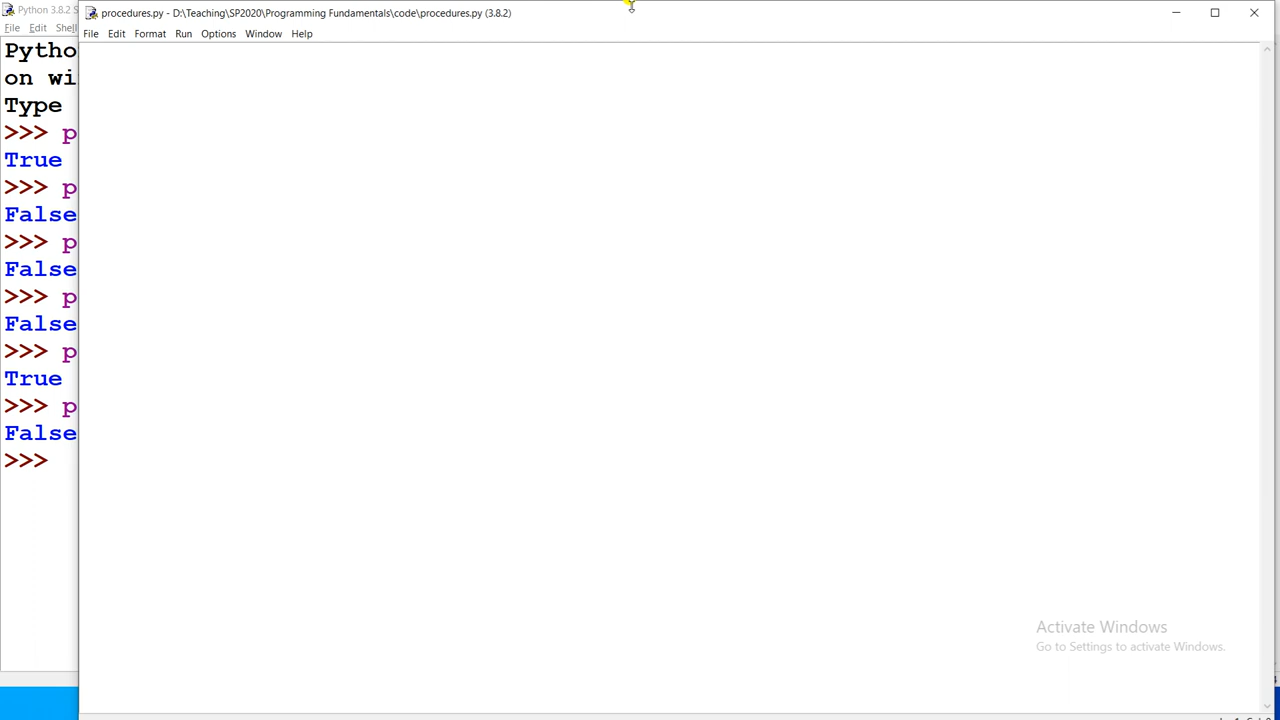 Python 3.8.2 S
File Edit Shell
Pytho
on wi
Type
>>> p
True
>>> p
False
>>> p
False
>>> p
False
>>> p
True
>>> p
False
>>>
procedures.py - D:\Teaching\SP2020\Programming Fundamentals\code\procedures.py (3.8.2)
File Edit Format Run Options Window Help
Activate Windows
Go to Settings to activate Windows.